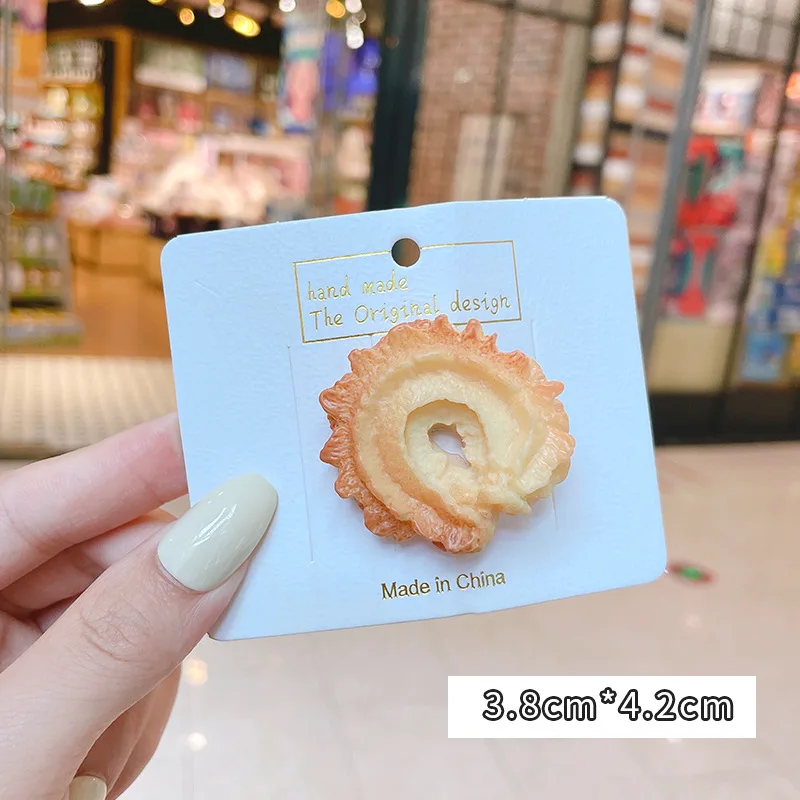 hand made
The Original design
Made in China
3.8cm*4.2cm